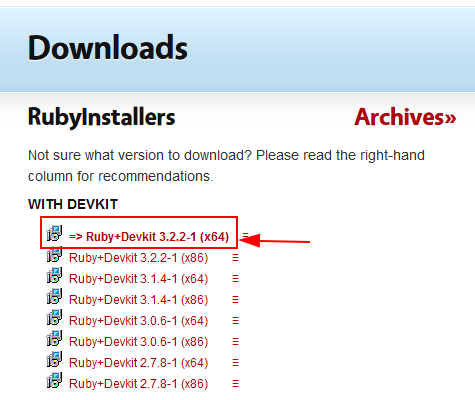 Downloads
RubyInstallers Archives»
Not sure what version to download? Please read the right-hand
column for recommendations.
WITH DEVKIT
=> Ruby+Devkit 3.2.2-1 (x64)
Ruby+Devkit 3.2.2-1 (x86)
Ruby+Devkit 3.1.4-1 (x64)
Ruby+Devkit 3.1.4-1 (x86)
Ruby+Devkit 3.0.6-1 (x64)
Ruby+Devkit 3.0.6-1 (x86)
Ruby+Devkit 2.7.8-1 (x64)
Ruby+Devkit 2.7.8-1 (x86)